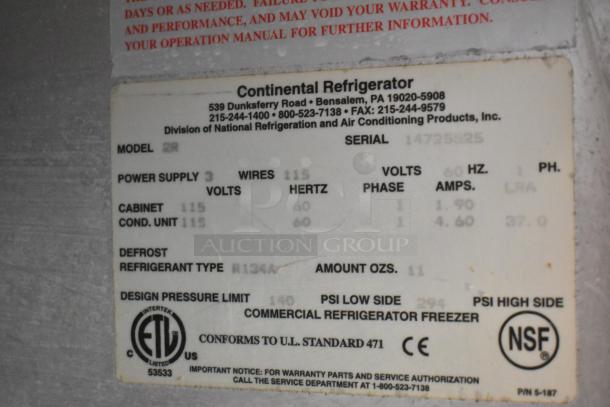 DAYS OR AS NEEDED. FAILURE
AND PERFORMANCE, AND MAY VOID YOUR WARRANTY.
YOUR OPERATION MANUAL FOR FURTHER INFORMATION.
Continental Refrigerator
539 Dunksferry Road • Bensalem, PA 19020-5908
215-244-1400 • 800-523-7138 • FAX: 215-244-9579
Division of National Refrigeration and Air Conditioning Products, Inc.
MODEL 2R SERIAL 14725525
POWER SUPPLY 3 WIRES 115 VOLTS 60 HZ. 1 PH.
VOLTS HERTZ PHASE AMPS. LRA
CABINET 115 60 1 1.90
COND. UNIT 115 60 1 4.60 37.0
PCI
AUCTION GROUP
DEFROST
REFRIGERANT TYPE R134A AMOUNT OZS. 11
DESIGN PRESSURE LIMIT 140 PSI LOW SIDE 294 PSI HIGH SIDE
COMMERCIAL REFRIGERATOR FREEZER
INTERTEK
ETL
LISTED
C US
53533
CONFORMS TO U.L. STANDARD 471 CE
NSF
IMPORTANT NOTICE: FOR WARRANTY PARTS AND SERVICE AUTHORIZATION
CALL THE SERVICE DEPARTMENT AT 1-800-523-7138
P/N 5-187